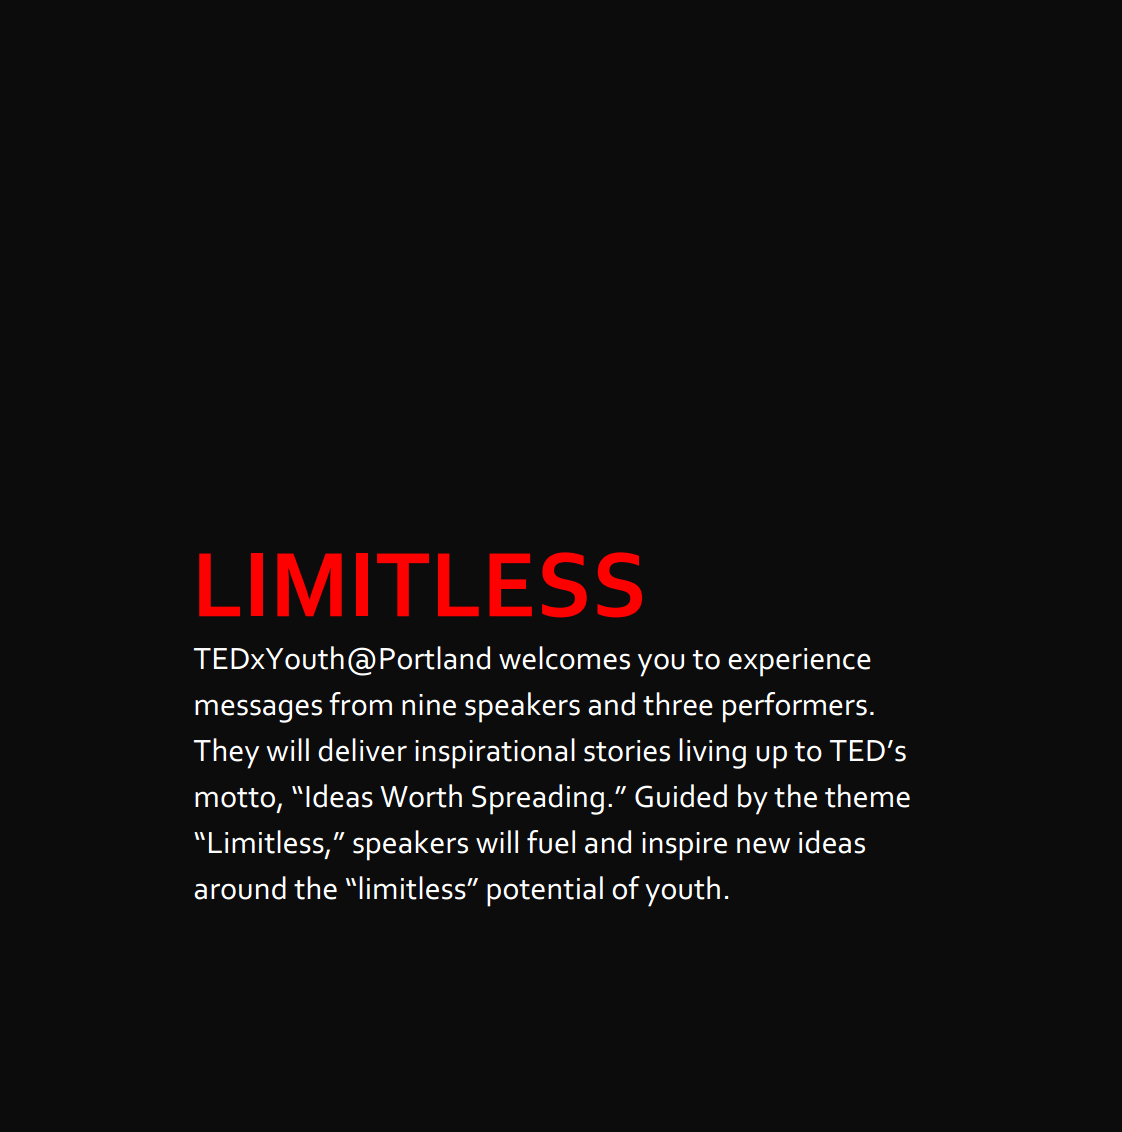 LIMITLESS
TEDxYouth@Portland welcomes you to experience
messages from nine speakers and three performers.
They will deliver inspirational stories living up to TED’s
motto, “Ideas Worth Spreading.” Guided by the theme
“Limitless,” speakers will fuel and inspire new ideas
around the “limitless” potential of youth.